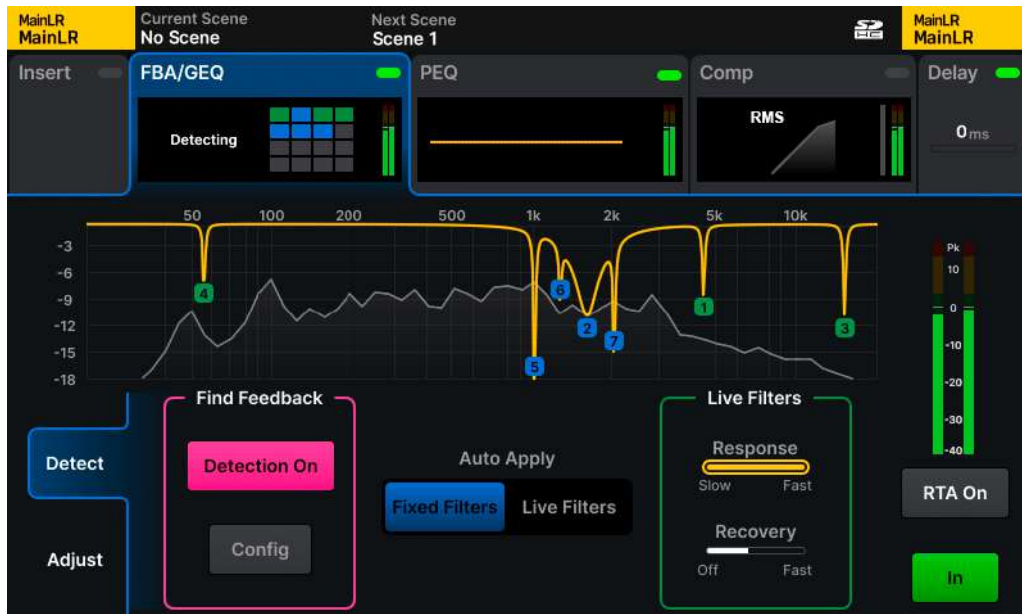 MainLR
MainLR
Current Scene
No Scene
Next Scene
Scene 1
MainLR
MainLR
Insert
FBA/GEQ
PEQ
Comp
Delay
Detecting
RMS
0ms
50 100 200 500 1k 2k 5k 10k
-3
-6
-9
-12
-15
-18
4
5
6
2
7
1
3
Pk
10
0
-10
-20
-30
-40
Find Feedback
Detection On
Config
Detect
Adjust
Auto Apply
Fixed Filters Live Filters
Live Filters
Response
Slow Fast
Recovery
Off Fast
RTA On
In